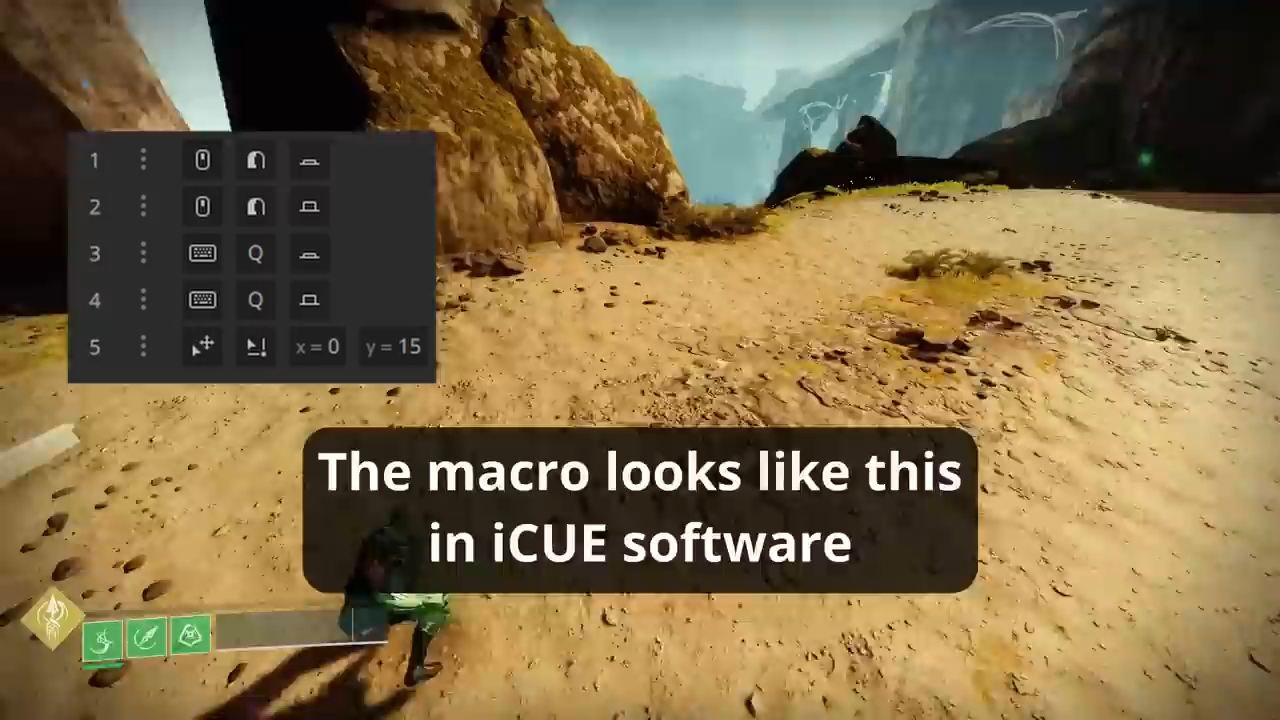 1
2
3 Q
4 Q
5 x = 0 y = 15
The macro looks like this
in iCUE software